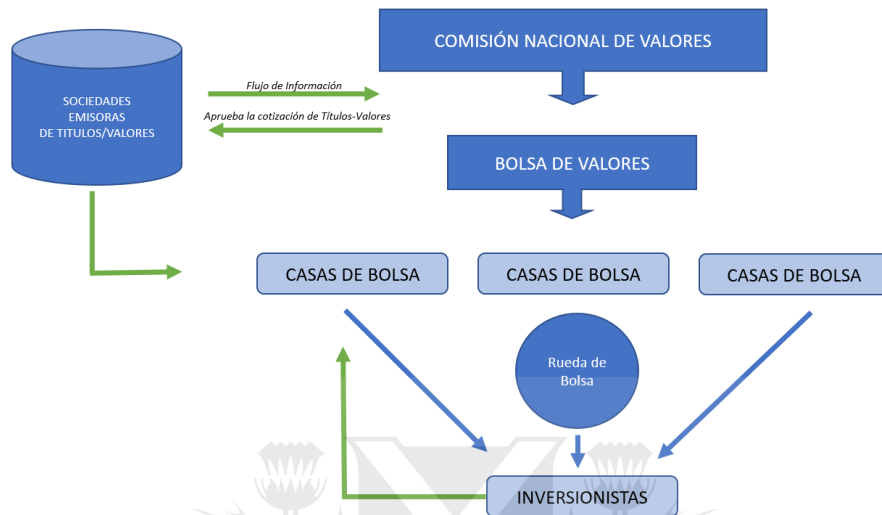 COMISIÓN NACIONAL DE VALORES
SOCIEDADES
EMISORAS
DE TITULOS/VALORES
Flujo de Información
Aprueba la cotización de Títulos-Valores
BOLSA DE VALORES
CASAS DE BOLSA
CASAS DE BOLSA
CASAS DE BOLSA
Rueda de
Bolsa
INVERSIONISTAS